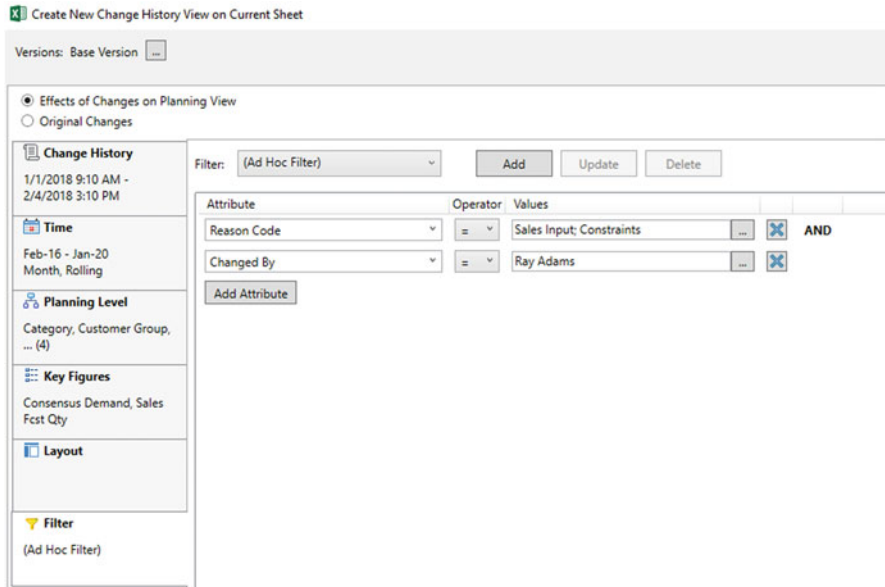 Create New Change History View on Current Sheet
Versions: Base Version ...
Effects of Changes on Planning View
Original Changes
Change History
1/1/2018 9:10 AM -
2/4/2018 3:10 PM
Time
Feb-16 - Jan-20
Month, Rolling
Planning Level
Category, Customer Group,
... (4)
Key Figures
Consensus Demand, Sales
Fcst Qty
Layout
Filter
(Ad Hoc Filter)
Filter: (Ad Hoc Filter) Add Update Delete
Attribute Operator Values
Reason Code = Sales Input; Constraints ... AND
Changed By = Ray Adams ...
Add Attribute